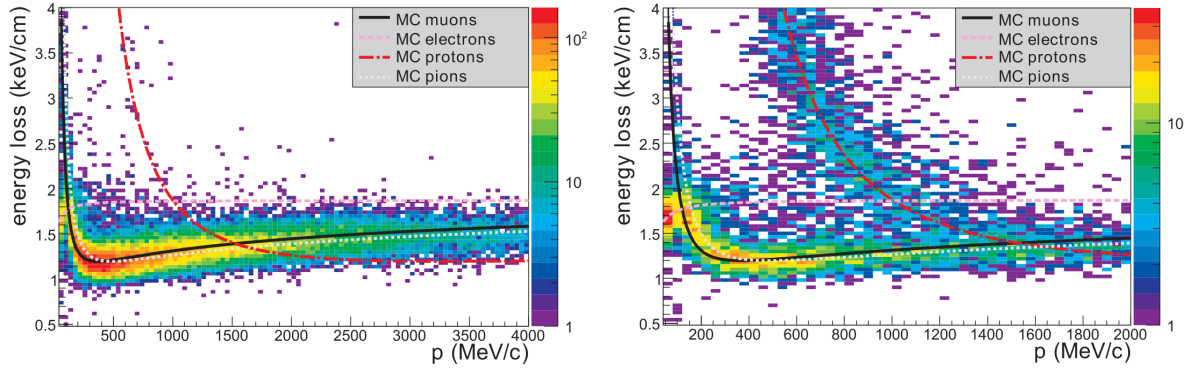 energy loss (keV/cm)
4
3.5
3
2.5
2
1.5
1
0.5
MC muons
MC electrons
MC protons
MC pions
10²
10
1
500 1000 1500 2000 2500 3000 3500 4000
p (MeV/c)
energy loss (keV/cm)
4
3.5
3
2.5
2
1.5
1
0.5
MC muons
MC electrons
MC protons
MC pions
10
1
200 400 600 800 1000 1200 1400 1600 1800 2000
p (MeV/c)